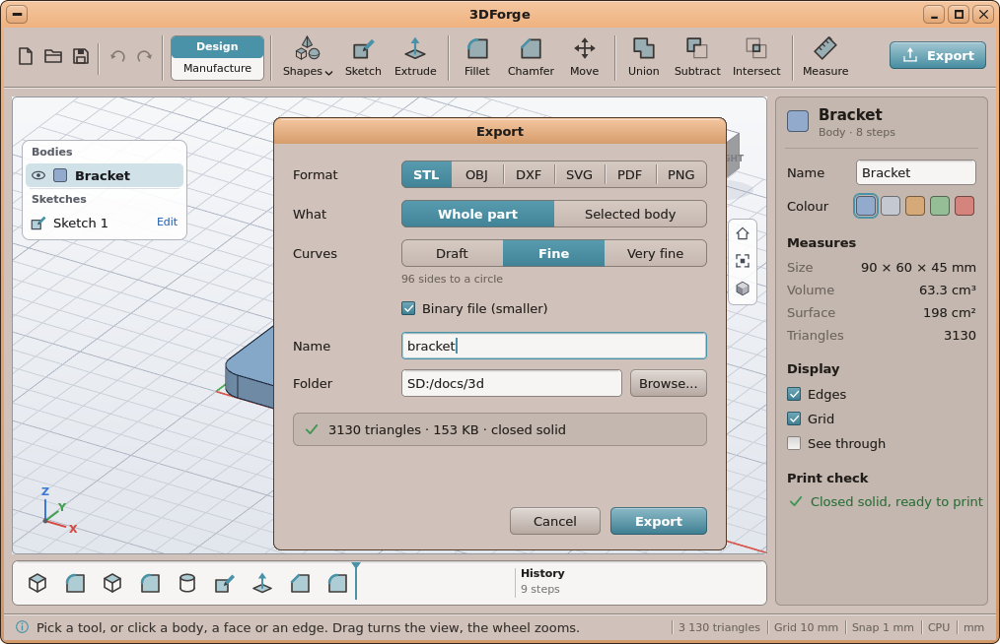 3DForge
Design
Manufacture
Shapes
Sketch
Extrude
Fillet
Chamfer
Move
Union
Subtract
Intersect
Measure
Export
Bodies
Bracket
Sketches
Sketch 1
Edit
Z
Y
X
Export
Format
STL
OBJ
DXF
SVG
PDF
PNG
What
Whole part
Selected body
Curves
Draft
Fine
Very fine
96 sides to a circle
Binary file (smaller)
Name
bracket
Folder
SD:/docs/3d
Browse...
3130 triangles · 153 KB · closed solid
Cancel
Export
Bracket
Body · 8 steps
Name
Bracket
Colour
Measures
Size
90 × 60 × 45 mm
Volume
63.3 cm³
Surface
198 cm²
Triangles
3130
Display
Edges
Grid
See through
Print check
Closed solid, ready to print
History
9 steps
Pick a tool, or click a body, a face or an edge. Drag turns the view, the wheel zooms.
3 130 triangles
Grid 10 mm
Snap 1 mm
CPU
mm